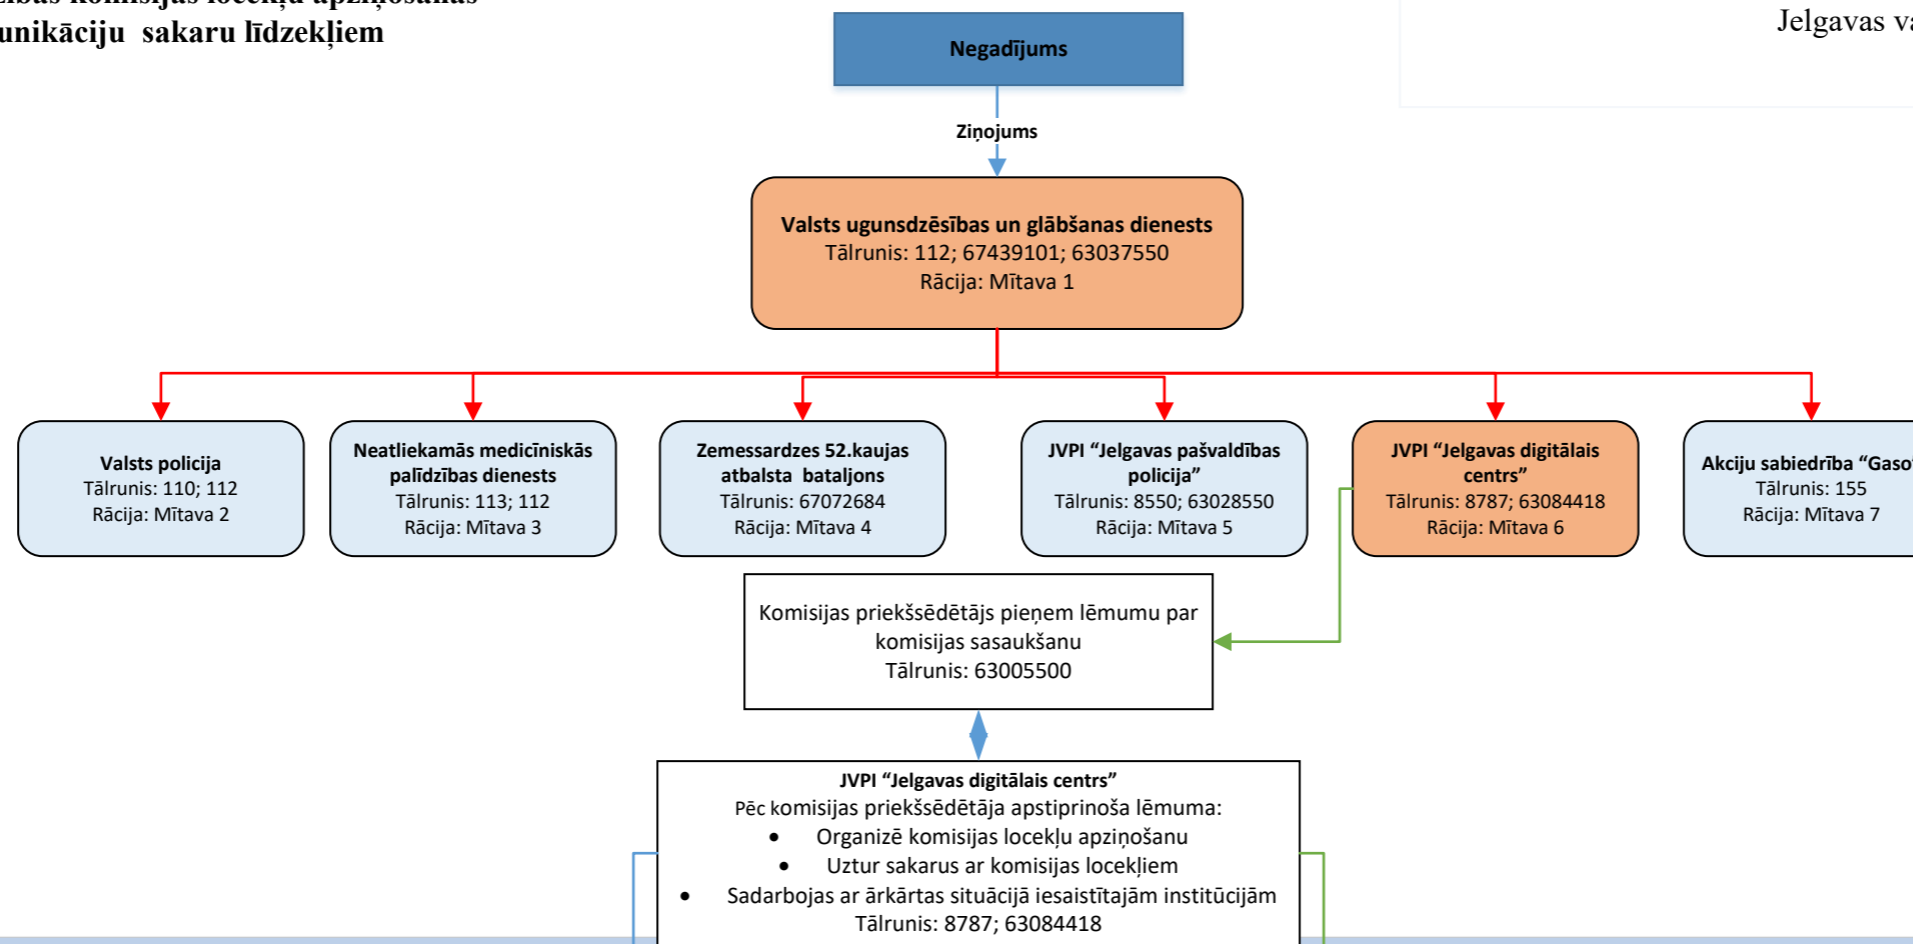 komisijas locekļu apziņošanas
sakaru līdzekļiem
Jelgavas
Negadījums
Ziņojums
Valsts ugunsdzēsības un glābšanas dienests
Tālrunis: 112; 67439101; 63037550
Rācija: Mītava 1
Valsts policija
Tālrunis: 110; 112
Rācija: Mītava 2
Neatliekamās medicīniskās
palīdzības dienests
Tālrunis: 113; 112
Rācija: Mītava 3
Zemessardzes 52.kaujas
atbalsta bataljons
Tālrunis: 67072684
Rācija: Mītava 4
JVPI “Jelgavas pašvaldības
policija”
Tālrunis: 8550; 63028550
Rācija: Mītava 5
JVPI “Jelgavas digitālais
centrs”
Tālrunis: 8787; 63084418
Rācija: Mītava 6
Akciju sabiedrība “Gaso”
Tālrunis: 155
Rācija: Mītava 7
Komisijas priekšsēdētājs pieņem lēmumu par
komisijas sasaukšanu
Tālrunis: 63005500
JVPI “Jelgavas digitālais centrs”
Pēc komisijas priekšsēdētāja apstiprinoša lēmuma:
• Organizē komisijas locekļu apziņošanu
• Uztur sakarus ar komisijas locekļiem
• Sadarbojas ar ārkārtas situācijā iesaistītajām institūcijām
Tālrunis: 8787; 63084418